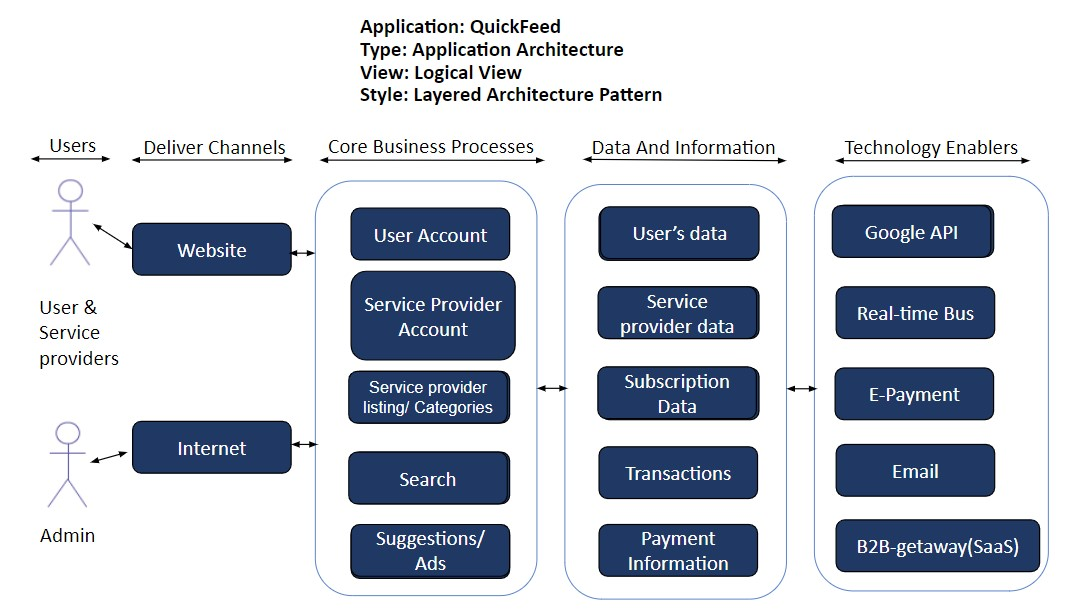 Application: QuickFeed
Type: Application Architecture
View: Logical View
Style: Layered Architecture Pattern
Users
Deliver Channels
Core Business Processes
Data And Information
Technology Enablers
User &
Service
providers
Admin
Website
Internet
User Account
Service Provider
Account
Service provider
listing/ Categories
Search
Suggestions/
Ads
User’s data
Service
provider data
Subscription
Data
Transactions
Payment
Information
Google API
Real-time Bus
E-Payment
Email
B2B-getaway(SaaS)